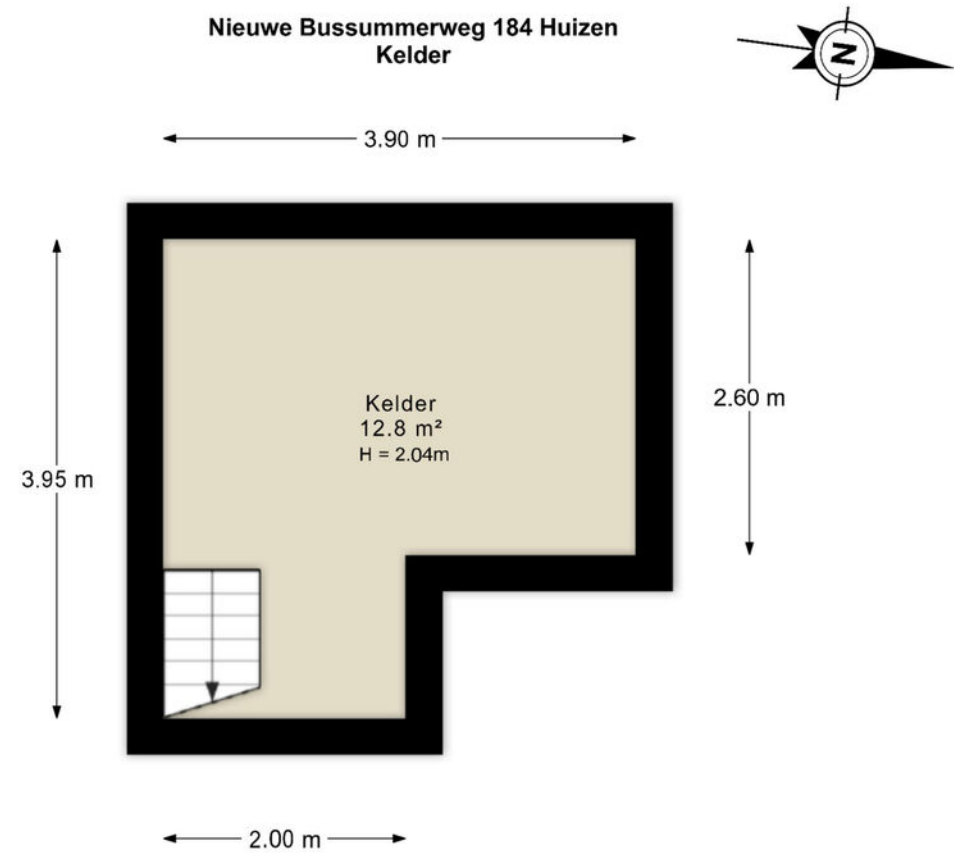 Nieuwe Bussummerweg 184 Huizen
Kelder
N
3.90 m
2.60 m
Kelder
12.8 m²
H = 2.04m
3.95 m
2.00 m